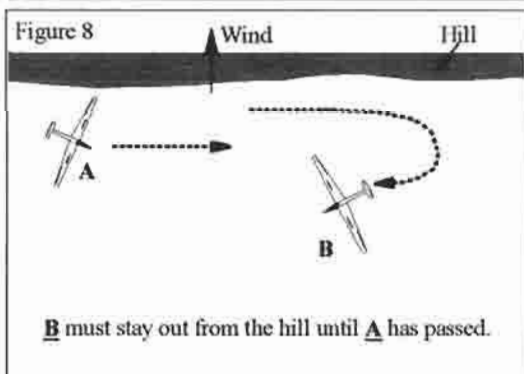 Figure 8
Wind
Hill
A
B
B must stay out from the hill until A has passed.